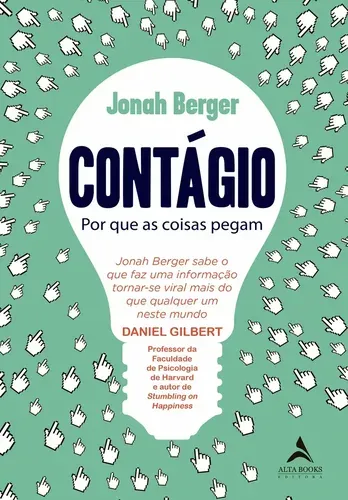 Jonah Berger
CONTÁGIO
Por que as coisas pegam
Jonah Berger sabe o
que faz uma informação
tornar-se viral mais do
que qualquer um
neste mundo
DANIEL GILBERT
Professor da
Faculdade
de Psicologia
de Harvard
e autor de
Stumbling on
Happiness
ALTA BOOKS
EDITORA